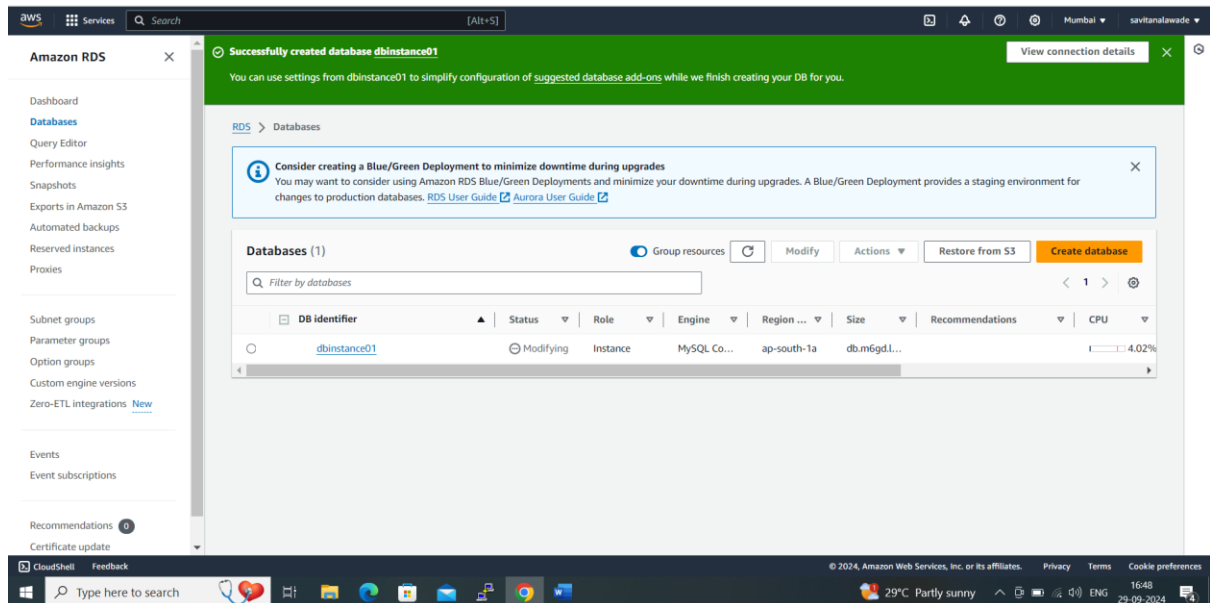 aws Services Search [Alt+S] Mumbai savitanalawade
Amazon RDS
Dashboard
Databases
Query Editor
Performance insights
Snapshots
Exports in Amazon S3
Automated backups
Reserved instances
Proxies
Subnet groups
Parameter groups
Option groups
Custom engine versions
Zero-ETL integrations New
Events
Event subscriptions
Recommendations 0
Certificate update
Successfully created database dbinstance01
View connection details
You can use settings from dbinstance01 to simplify configuration of suggested database add-ons while we finish creating your DB for you.
RDS > Databases
Consider creating a Blue/Green Deployment to minimize downtime during upgrades
You may want to consider using Amazon RDS Blue/Green Deployments and minimize your downtime during upgrades. A Blue/Green Deployment provides a staging environment for
changes to production databases. RDS User Guide Aurora User Guide
Databases (1) Group resources Modify Actions Restore from S3 Create database
Filter by databases
< 1 >
DB identifier Status Role Engine Region ... Size Recommendations CPU
dbinstance01 Modifying Instance MySQL Co... ap-south-1a db.m6gd.l... 4.02%
CloudShell Feedback © 2024, Amazon Web Services, Inc. or its affiliates. Privacy Terms Cookie preferences
Type here to search 29°C Partly sunny ENG 16:48
29-09-2024 4